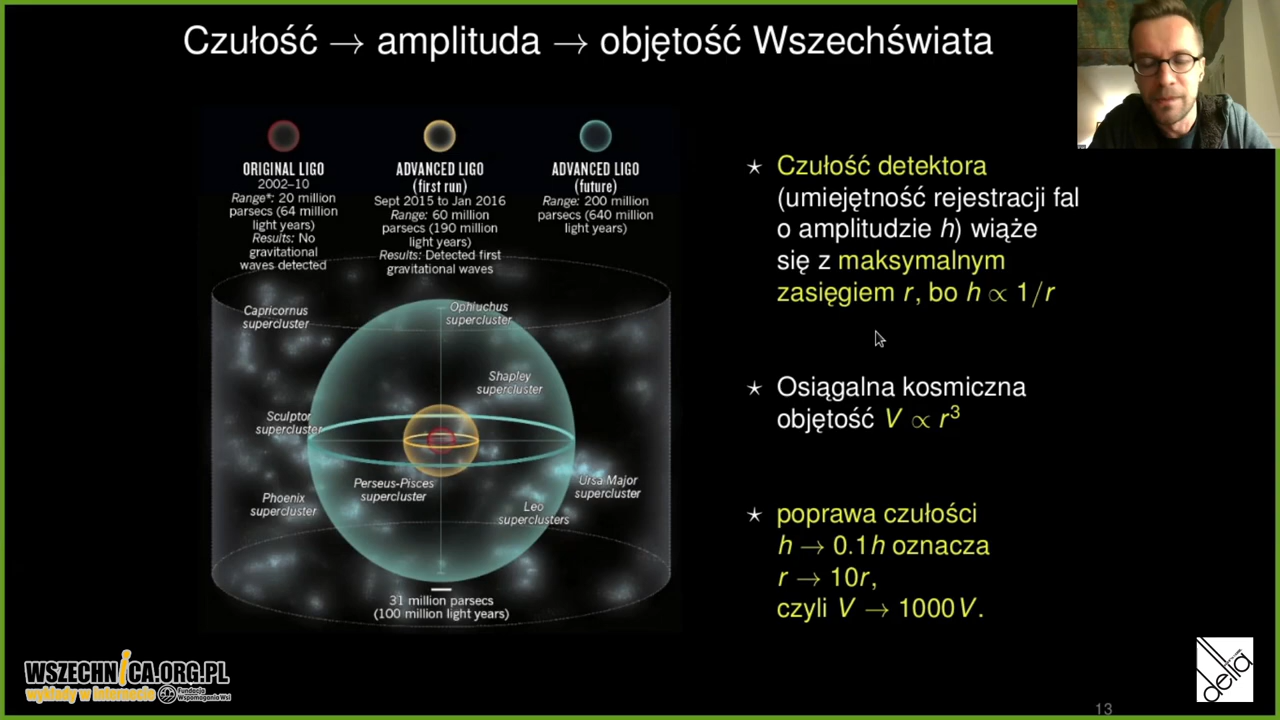 Czułość → amplituda → objętość Wszechświata
ORIGINAL LIGO
2002–10
Range*: 20 million
parsecs (64 million
light years)
Results: No
gravitational
waves detected
ADVANCED LIGO
(first run)
Sept 2015 to Jan 2016
Range: 60 million
parsecs (190 million
light years)
Results: Detected first
gravitational waves
ADVANCED LIGO
(future)
Range: 200 million
parsecs (640 million
light years)
Capricornus
supercluster
Ophiuchus
supercluster
Shapley
supercluster
Sculptor
supercluster
Perseus-Pisces
supercluster
Ursa Major
supercluster
Phoenix
supercluster
Leo
superclusters
31 million parsecs
(100 million light years)
⋆ Czułość detektora
(umiejętność rejestracji fal
o amplitudzie h) wiąże
się z maksymalnym
zasięgiem r, bo h ∝ 1/r
⋆ Osiągalna kosmiczna
objętość V ∝ r³
⋆ poprawa czułości
h → 0.1h oznacza
r → 10r,
czyli V → 1000V.
WSZECHNICA.ORG.PL
wykłady w internecie
Fundacja
Wspomagania Wsi
delta
13